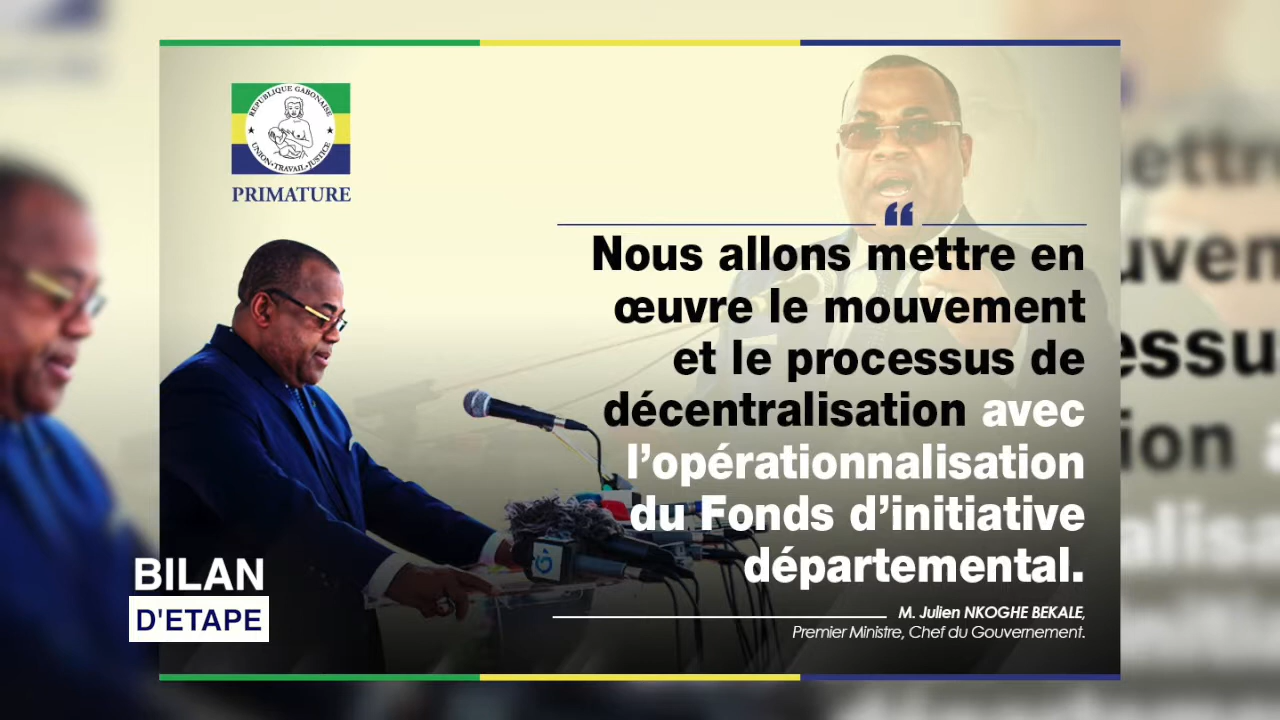 REPUBLIQUE GABONAISE
UNION • TRAVAIL • JUSTICE
PRIMATURE
“
Nous allons mettre en
œuvre le mouvement
et le processus de
décentralisation avec
l’opérationnalisation
du Fonds d’initiative
départemental.
M. Julien NKOGHE BEKALE,
Premier Ministre, Chef du Gouvernement.
BILAN
D'ETAPE